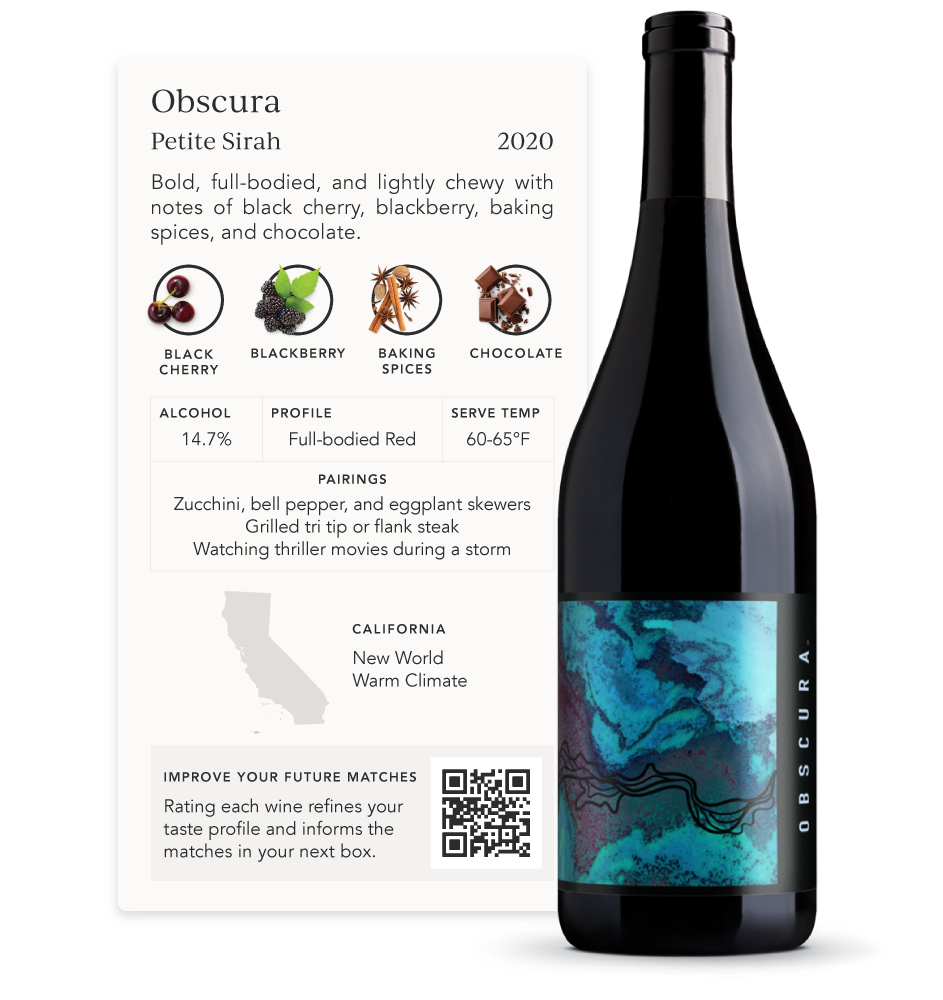 Obscura
Petite Sirah 2020
Bold, full-bodied, and lightly chewy with
notes of black cherry, blackberry, baking
spices, and chocolate.
BLACK
CHERRY
BLACKBERRY
BAKING
SPICES
CHOCOLATE
ALCOHOL
14.7%
PROFILE
Full-bodied Red
SERVE TEMP
60-65°F
PAIRINGS
Zucchini, bell pepper, and eggplant skewers
Grilled tri tip or flank steak
Watching thriller movies during a storm
CALIFORNIA
New World
Warm Climate
IMPROVE YOUR FUTURE MATCHES
Rating each wine refines your
taste profile and informs the
matches in your next box.
OBSCURA